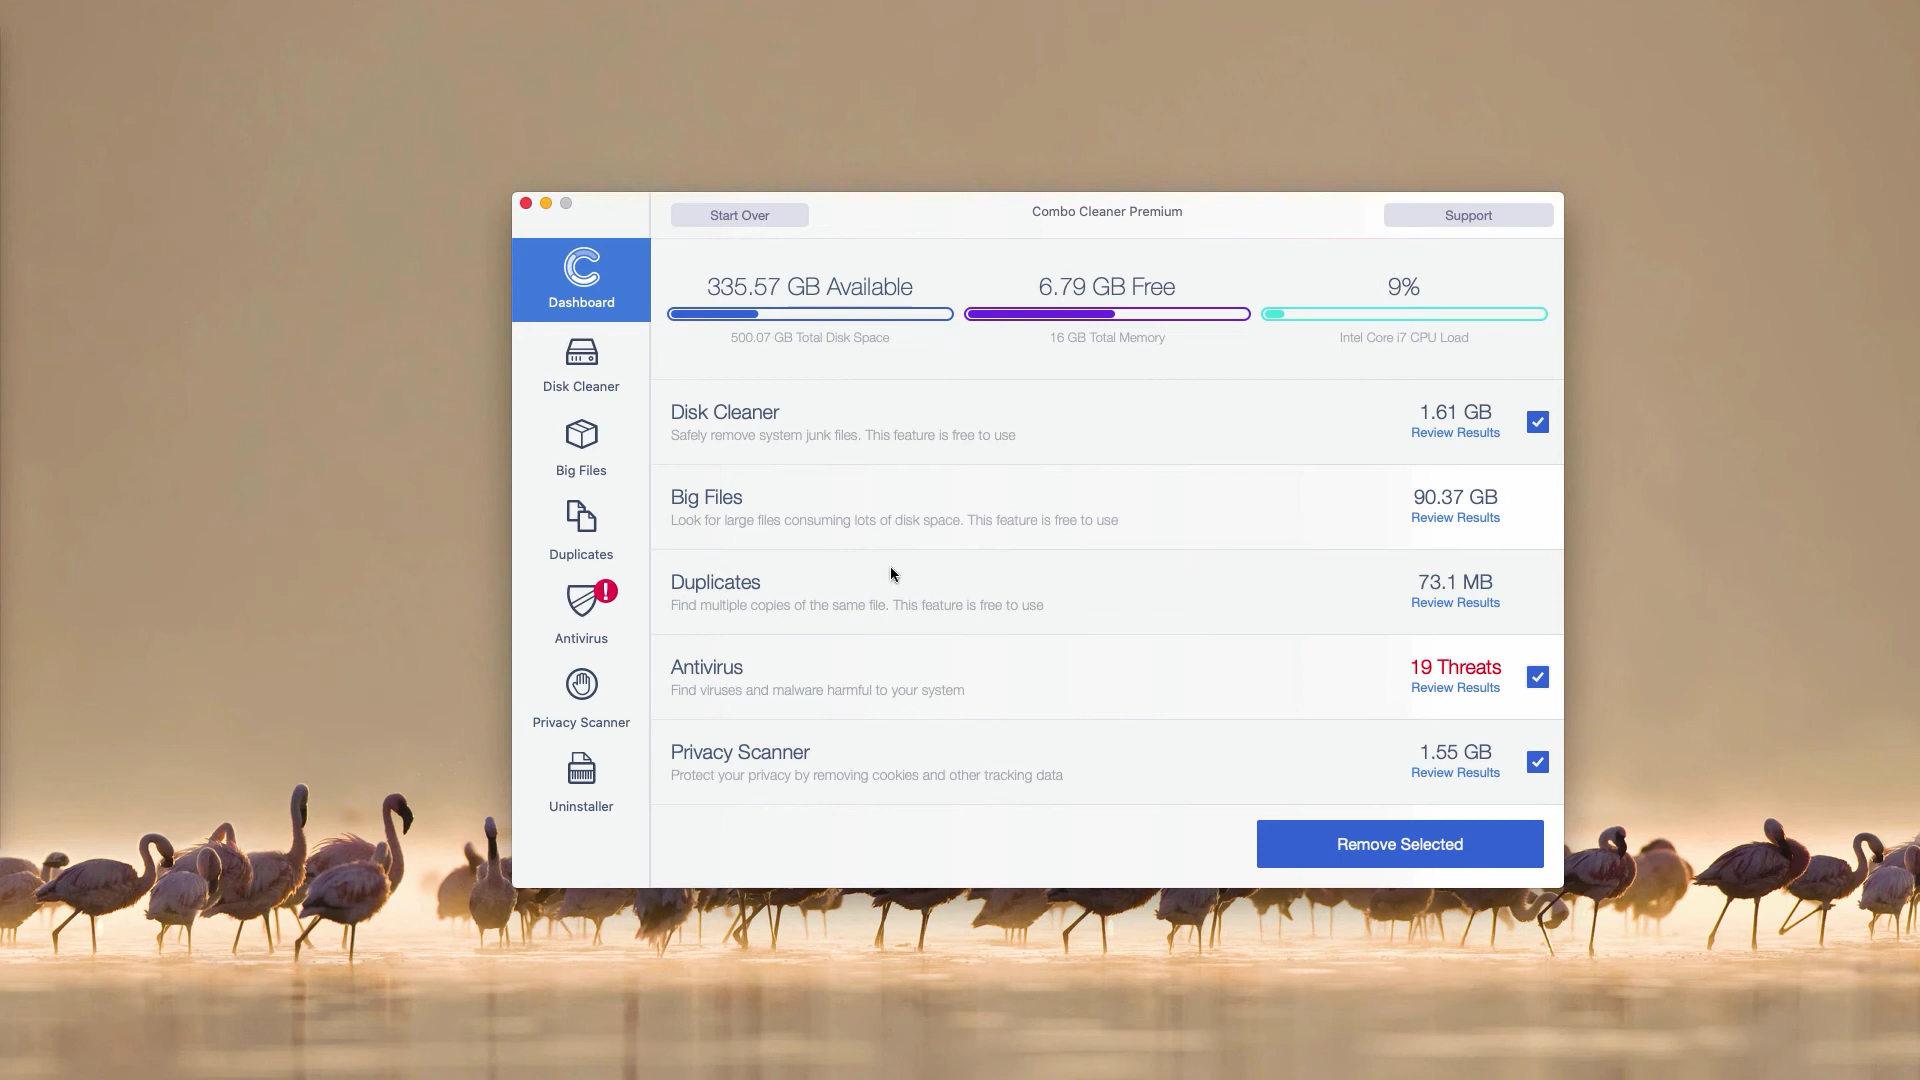 Start Over
Combo Cleaner Premium
Support
Dashboard
Disk Cleaner
Big Files
Duplicates
!
Antivirus
Privacy Scanner
Uninstaller
335.57 GB Available
500.07 GB Total Disk Space
6.79 GB Free
16 GB Total Memory
9%
Intel Core i7 CPU Load
Disk Cleaner
Safely remove system junk files. This feature is free to use
1.61 GB
Review Results
Big Files
Look for large files consuming lots of disk space. This feature is free to use
90.37 GB
Review Results
Duplicates
Find multiple copies of the same file. This feature is free to use
73.1 MB
Review Results
Antivirus
Find viruses and malware harmful to your system
19 Threats
Review Results
Privacy Scanner
Protect your privacy by removing cookies and other tracking data
1.55 GB
Review Results
Remove Selected